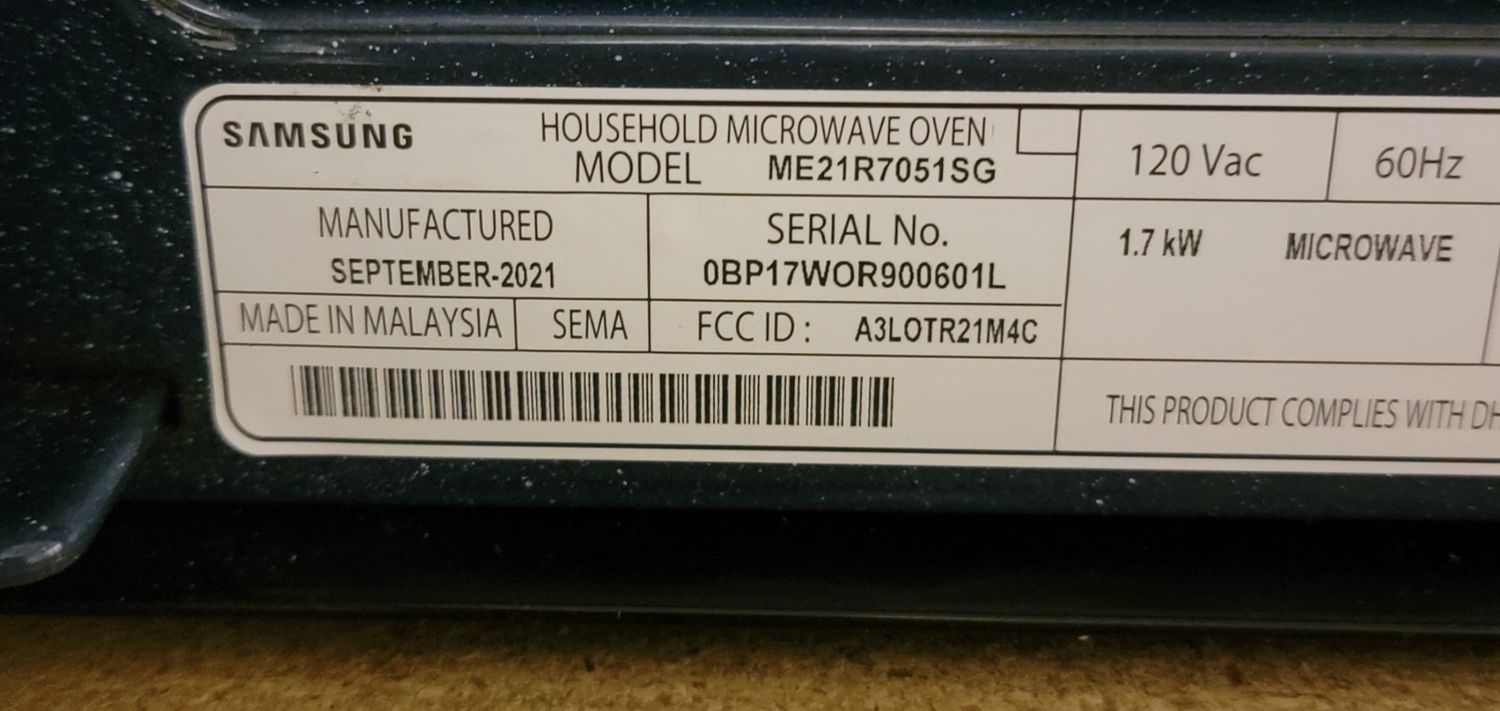 SAMSUNG
HOUSEHOLD MICROWAVE OVEN
MODEL ME21R7051SG
120 Vac
60Hz
MANUFACTURED
SEPTEMBER-2021
SERIAL No.
0BP17WOR900601L
1.7 kW MICROWAVE
MADE IN MALAYSIA
SEMA
FCC ID : A3LOTR21M4C
THIS PRODUCT COMPLIES WITH DH